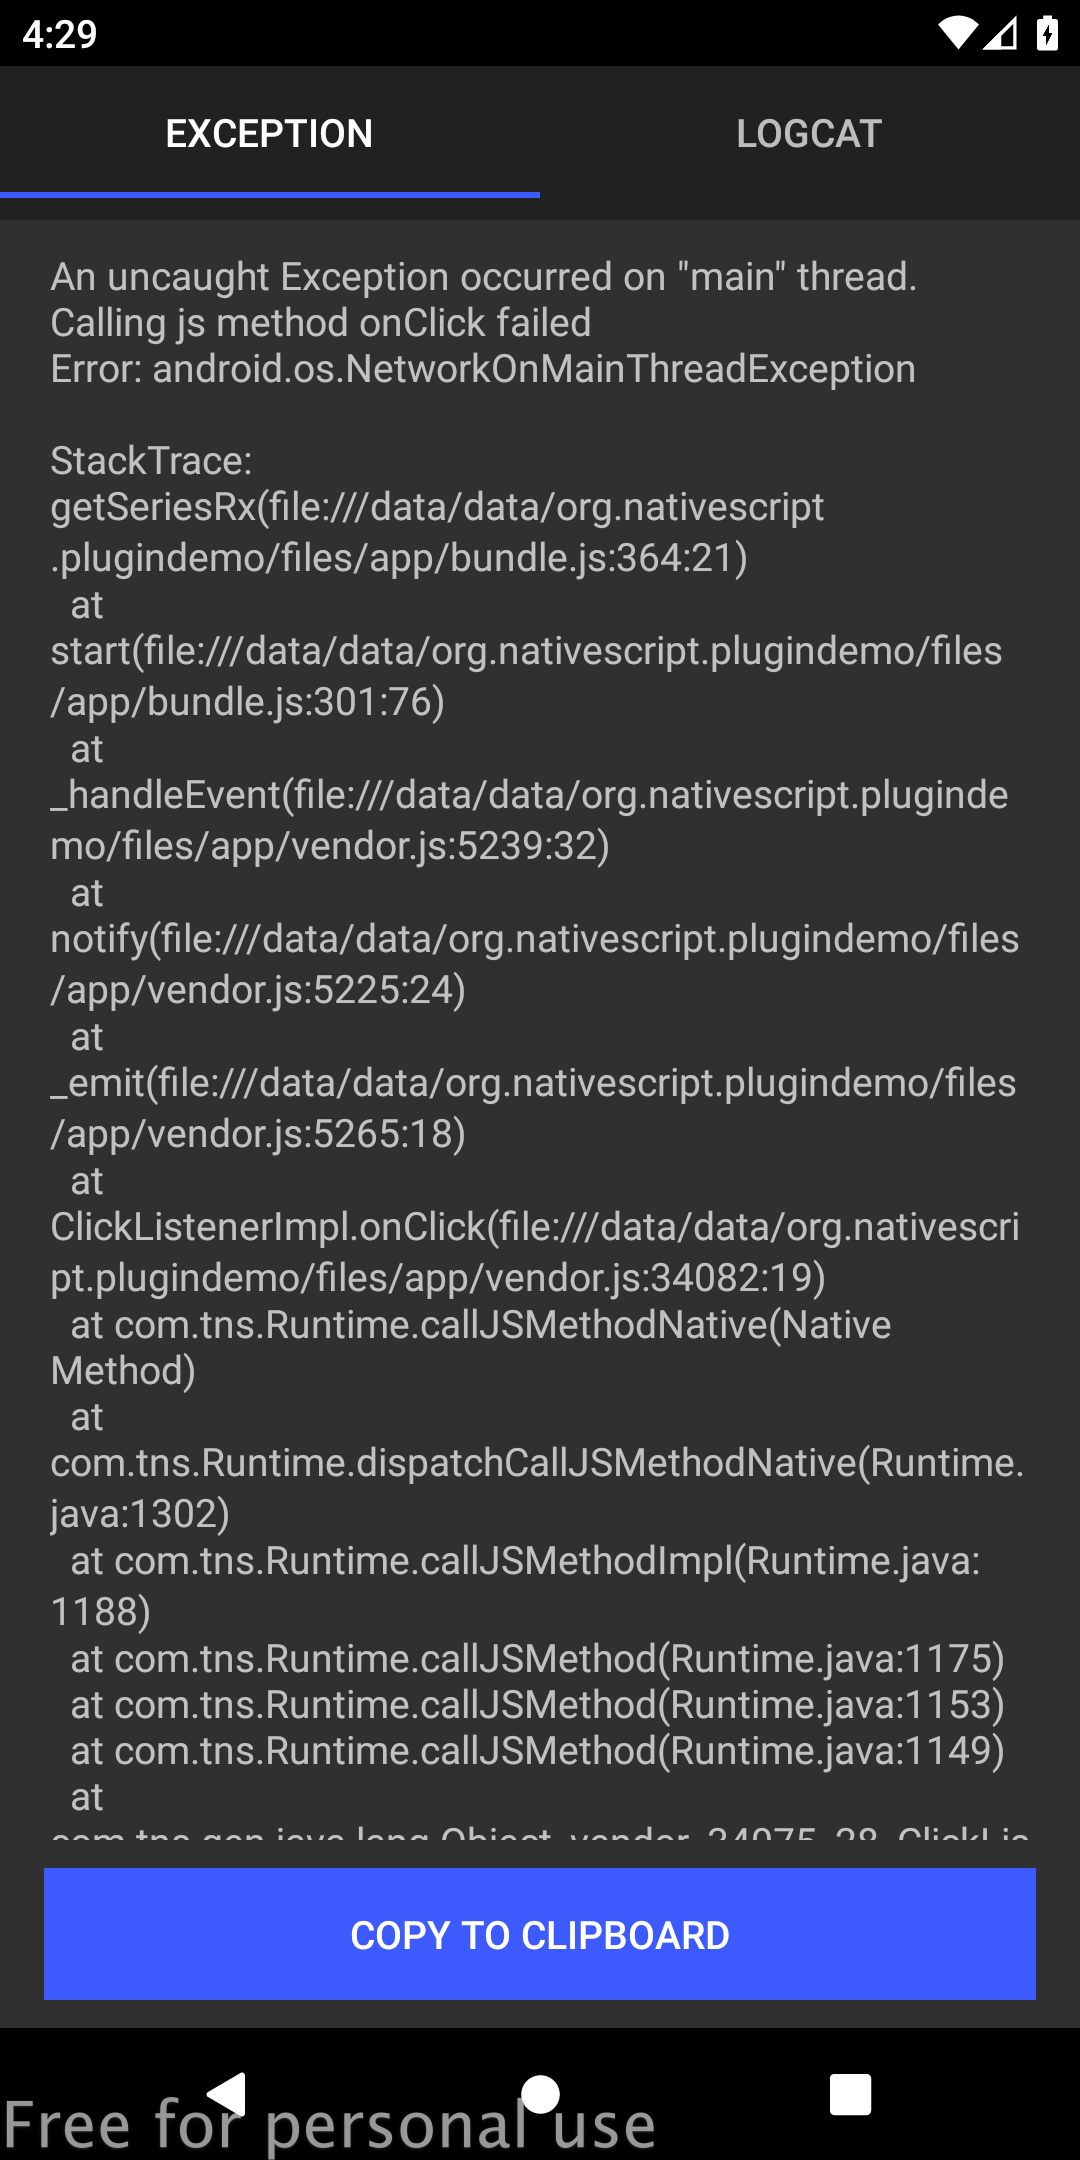 4:29
EXCEPTION
LOGCAT
An uncaught Exception occurred on "main" thread.
Calling js method onClick failed
Error: android.os.NetworkOnMainThreadException
StackTrace:
getSeriesRx(file:///data/data/org.nativescript
.plugindemo/files/app/bundle.js:364:21)
at
start(file:///data/data/org.nativescript.plugindemo/files
/app/bundle.js:301:76)
at
_handleEvent(file:///data/data/org.nativescript.pluginde
mo/files/app/vendor.js:5239:32)
at
notify(file:///data/data/org.nativescript.plugindemo/files
/app/vendor.js:5225:24)
at
_emit(file:///data/data/org.nativescript.plugindemo/files
/app/vendor.js:5265:18)
at
ClickListenerImpl.onClick(file:///data/data/org.nativescri
pt.plugindemo/files/app/vendor.js:34082:19)
at com.tns.Runtime.callJSMethodNative(Native
Method)
at
com.tns.Runtime.dispatchCallJSMethodNative(Runtime.
java:1302)
at com.tns.Runtime.callJSMethodImpl(Runtime.java:
1188)
at com.tns.Runtime.callJSMethod(Runtime.java:1175)
at com.tns.Runtime.callJSMethod(Runtime.java:1153)
at com.tns.Runtime.callJSMethod(Runtime.java:1149)
at
COPY TO CLIPBOARD
Free for personal use